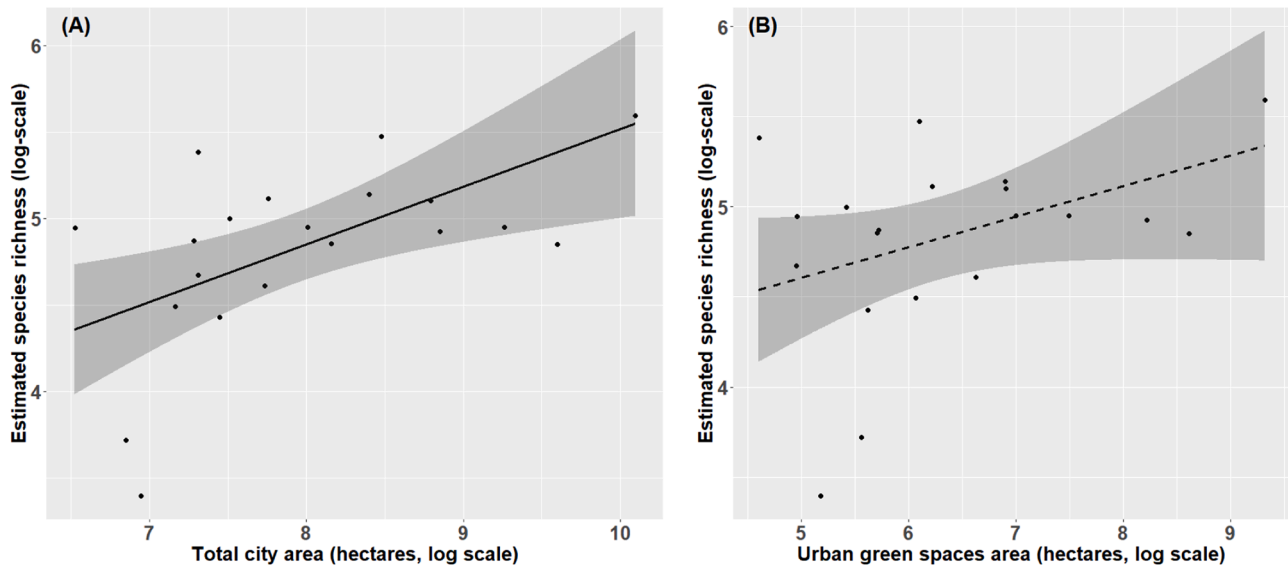 (A)
Estimated species richness (log-scale)
6
5
4
7 8 9 10
Total city area (hectares, log scale)
(B)
Estimated species richness (log-scale)
6
5
4
5 6 7 8 9
Urban green spaces area (hectares, log scale)